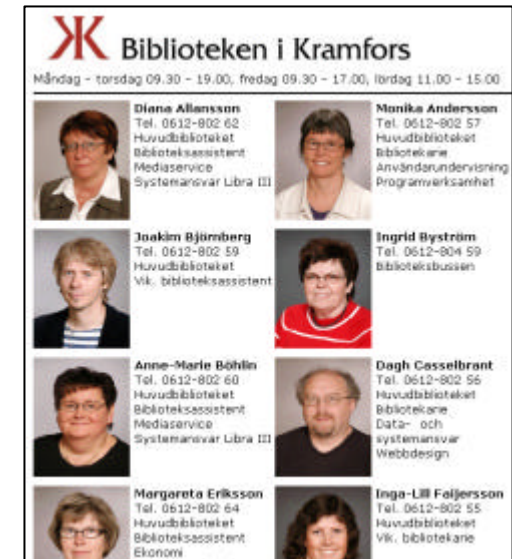 Biblioteken i Kramfors
Måndag - torsdag 09.30 - 19.00, fredag 09.30 - 17.00, lördag 11.00 - 15.00
Diana Allansson
Tel. 0612-802 62
Huvudbiblioteket
Biblioteksassistent
Mediaservice
Systemansvar Libra III
Monika Andersson
Tel. 0612-802 57
Huvudbiblioteket
Bibliotekarie
Användarundervisning
Programverksamhet
Joakim Björnberg
Tel. 0612-802 59
Huvudbiblioteket
Vik. biblioteksassistent
Ingrid Byström
Tel. 0612-804 59
Biblioteksbussen
Anne-Marie Böhlin
Tel. 0612-802 60
Huvudbiblioteket
Biblioteksassistent
Mediaservice
Systemansvar Libra III
Dagh Casselbrant
Tel. 0612-802 56
Huvudbiblioteket
Bibliotekarie
Data- och
systemansvar
Webbdesign
Margareta Eriksson
Tel. 0612-802 64
Huvudbiblioteket
Biblioteksassistent
Ekonomi
Inga-Lill Faijersson
Tel. 0612-802 55
Huvudbiblioteket
Vik. bibliotekarie